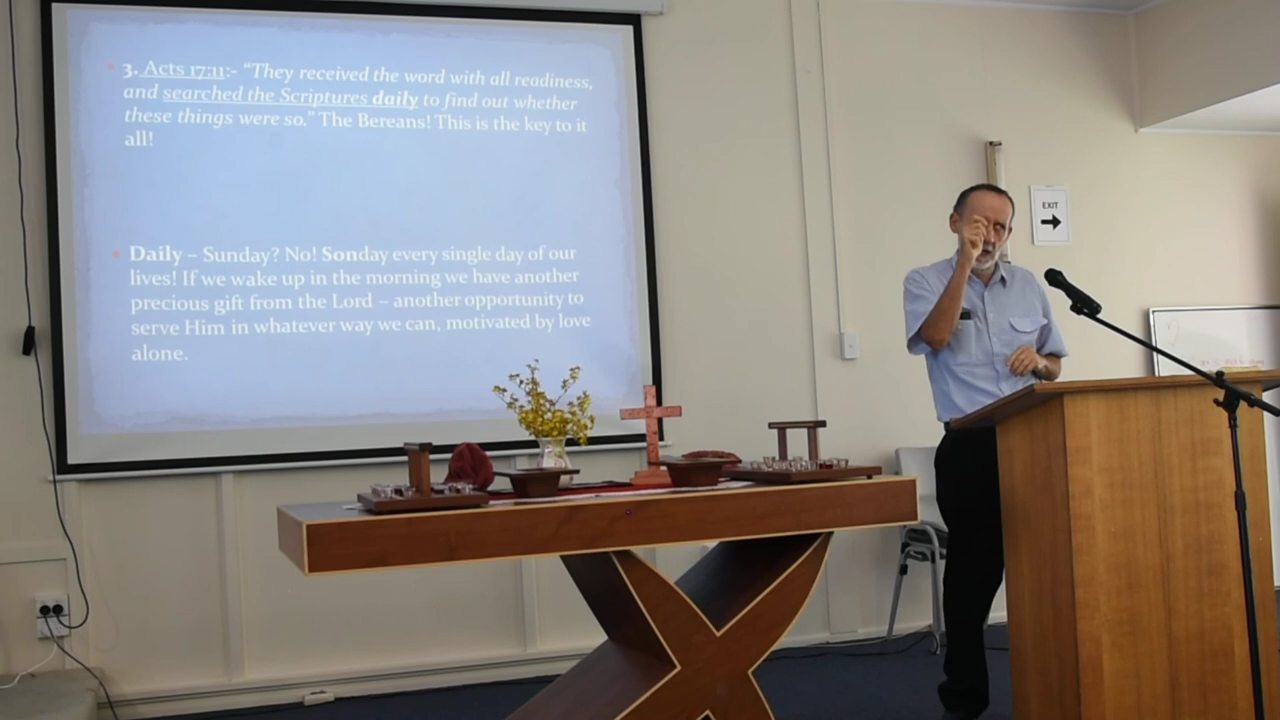 3. Acts 17:11:- “They received the word with all readiness,
and searched the Scriptures daily to find out whether
these things were so.” The Bereans! This is the key to it
all!
Daily – Sunday? No! Sonday every single day of our
lives! If we wake up in the morning we have another
precious gift from the Lord – another opportunity to
serve Him in whatever way we can, motivated by love
alone.
EXIT